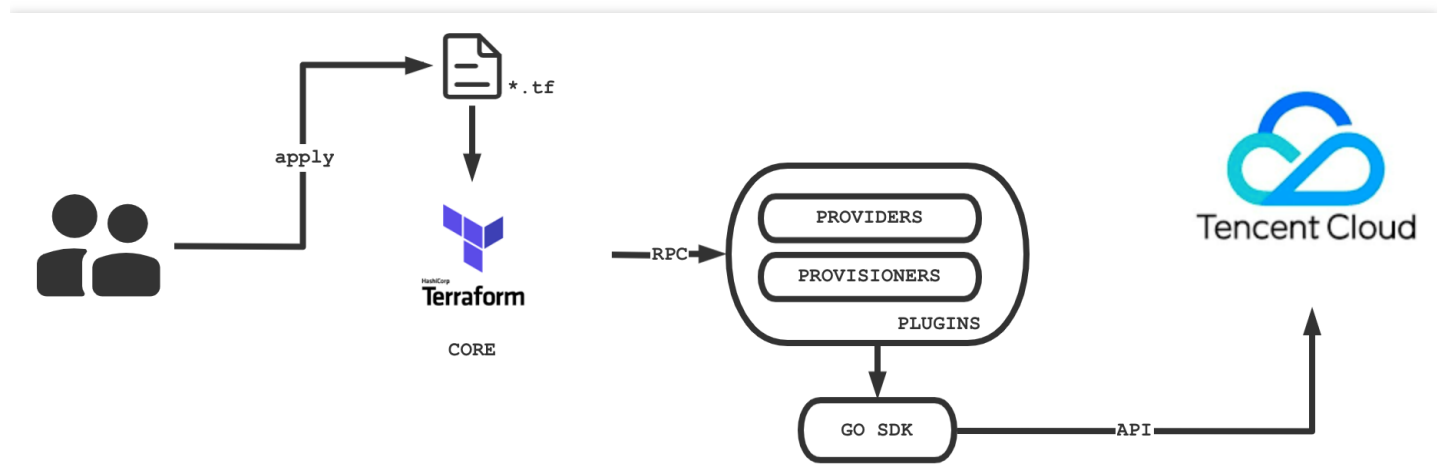 *.tf
apply
HashiCorp
Terraform
CORE
RPC
PROVIDERS
PROVISIONERS
PLUGINS
GO SDK
API
Tencent Cloud